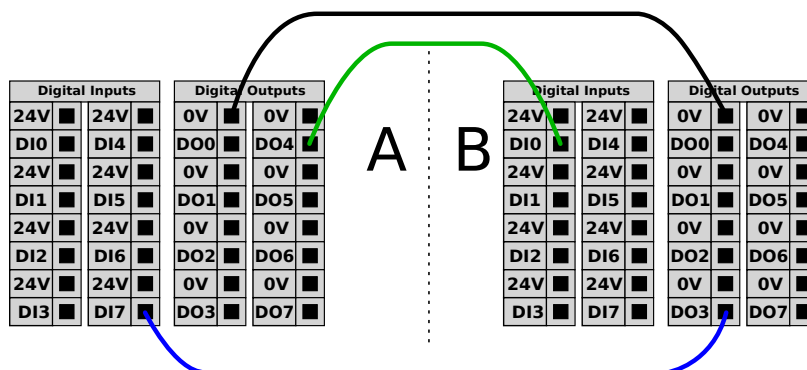 Digital Inputs Digital Outputs Digital Inputs Digital Outputs
24V 24V 0V 0V 24V 24V 0V 0V
DI0 DI4 DO0 DO4 A B DI0 DI4 DO0 DO4
24V 24V 0V 0V 24V 24V 0V 0V
DI1 DI5 DO1 DO5 DI1 DI5 DO1 DO5
24V 24V 0V 0V 24V 24V 0V 0V
DI2 DI6 DO2 DO6 DI2 DI6 DO2 DO6
24V 24V 0V 0V 24V 24V 0V 0V
DI3 DI7 DO3 DO7 DI3 DI7 DO3 DO7